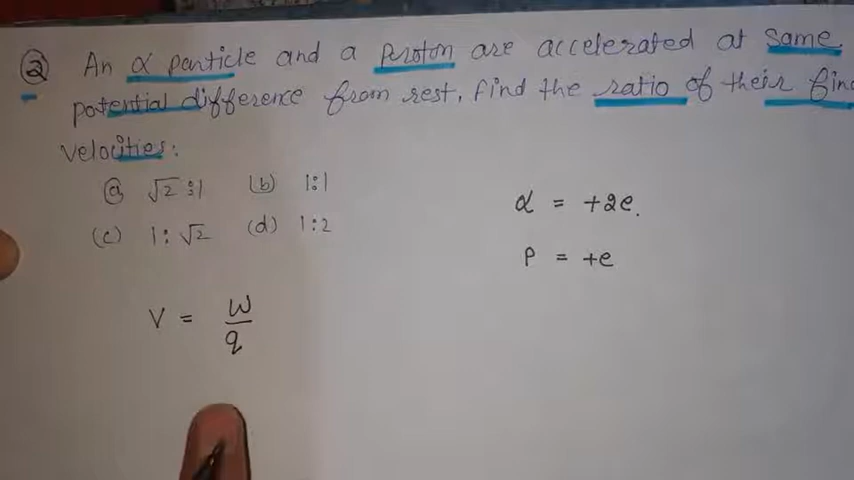 ② An α particle and a proton are accelerated at same
potential difference from rest, find the ratio of their fin
velocities:
(a) √2 : 1 (b) 1:1
(c) 1 : √2 (d) 1:2
α = +2e.
P = +e
V = W/q